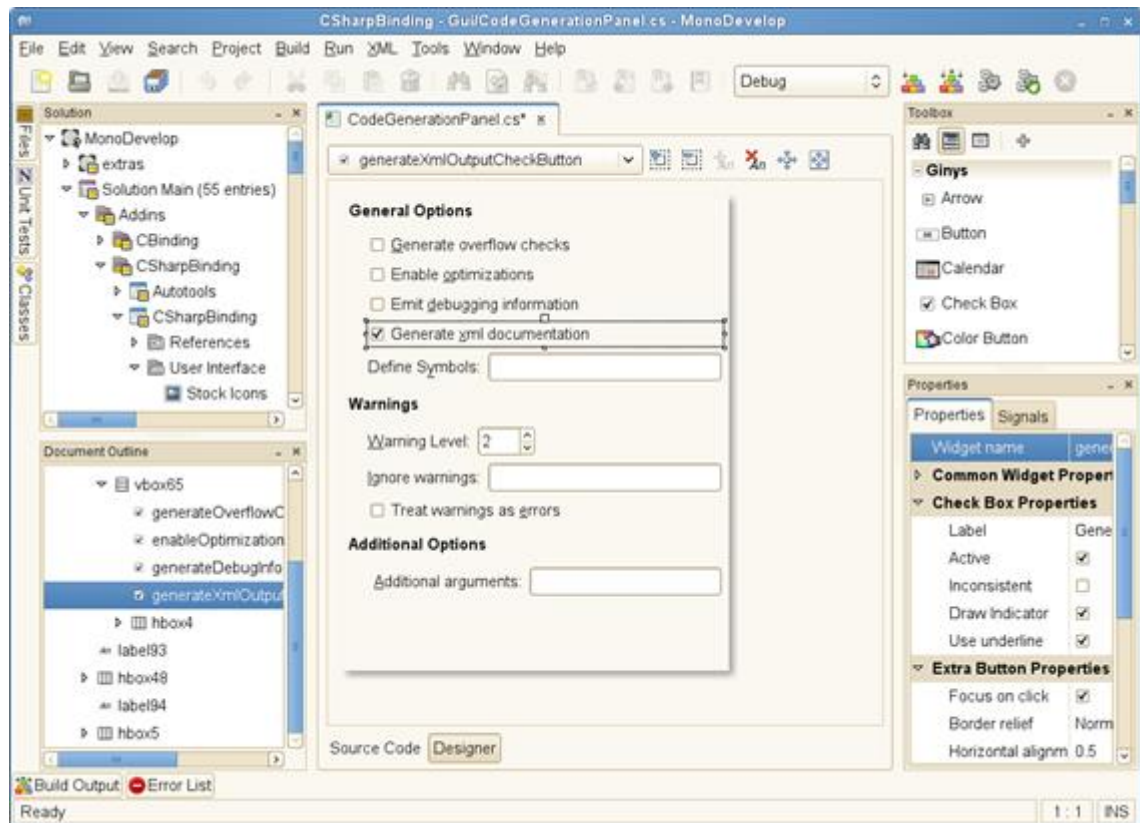 CSharpBinding - Gui/CodeGenerationPanel.cs - MonoDevelop
File Edit View Search Project Build Run XML Tools Window Help
Debug
Files
Unit Tests
Classes
Solution
MonoDevelop
extras
Solution Main (55 entries)
Addins
CBinding
CSharpBinding
Autotools
CSharpBinding
References
User Interface
Stock Icons
Document Outline
vbox65
generateOverflowC
enableOptimization
generateDebugInfo
generateXmlOutput
hbox4
label93
hbox48
label94
hbox5
CodeGenerationPanel.cs*
generateXmlOutputCheckButton
General Options
Generate overflow checks
Enable optimizations
Emit debugging information
Generate xml documentation
Define Symbols:
Warnings
Warning Level: 2
Ignore warnings:
Treat warnings as errors
Additional Options
Additional arguments:
Source Code Designer
Toolbox
Ginys
Arrow
Button
Calendar
Check Box
Color Button
Properties
Properties Signals
Widget name gener
Common Widget Propert
Check Box Properties
Label Gene
Active
Inconsistent
Draw Indicator
Use underline
Extra Button Properties
Focus on click
Border relief Norm
Horizontal alignm 0.5
Build Output Error List
Ready 1 : 1 INS